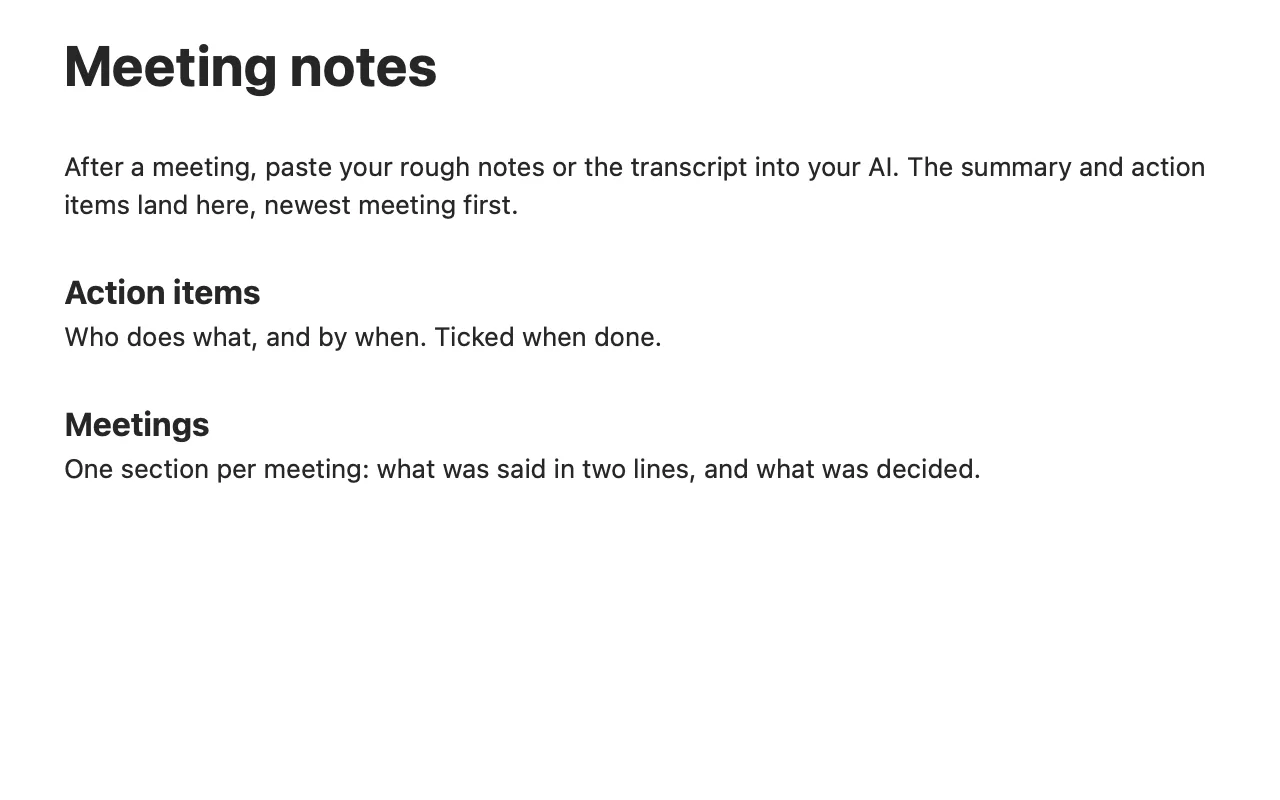 Meeting notes
After a meeting, paste your rough notes or the transcript into your AI. The summary and action
items land here, newest meeting first.
Action items
Who does what, and by when. Ticked when done.
Meetings
One section per meeting: what was said in two lines, and what was decided.